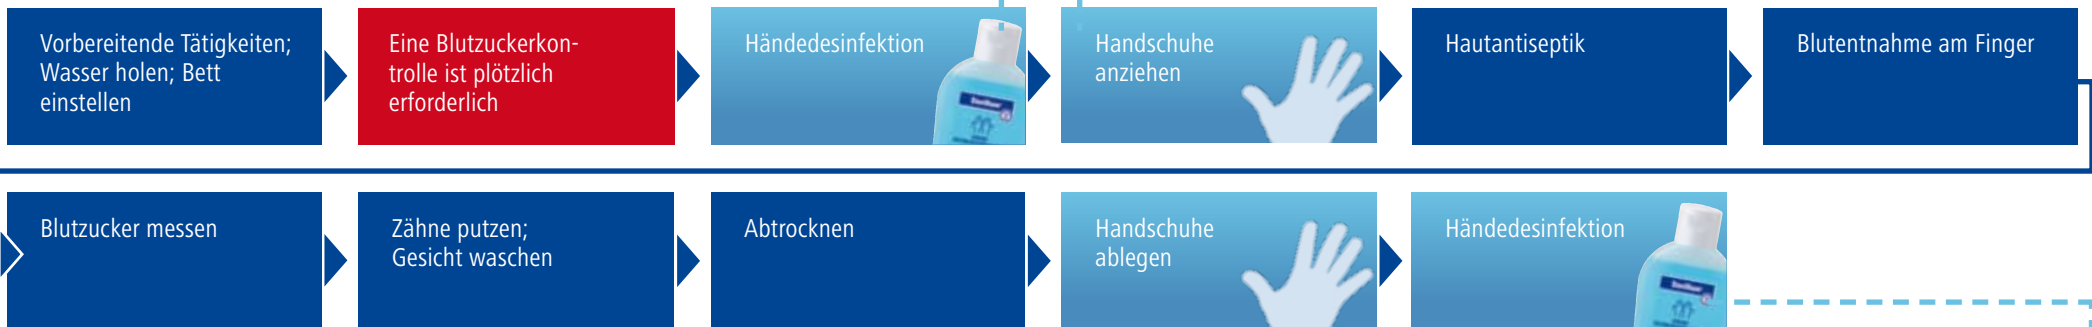 Vorbereitende Tätigkeiten;
Wasser holen; Bett
einstellen
Eine Blutzuckerkon-
trolle ist plötzlich
erforderlich
Händedesinfektion
Handschuhe
anziehen
Hautantiseptik
Blutentnahme am Finger
Blutzucker messen
Zähne putzen;
Gesicht waschen
Abtrocknen
Handschuhe
ablegen
Händedesinfektion